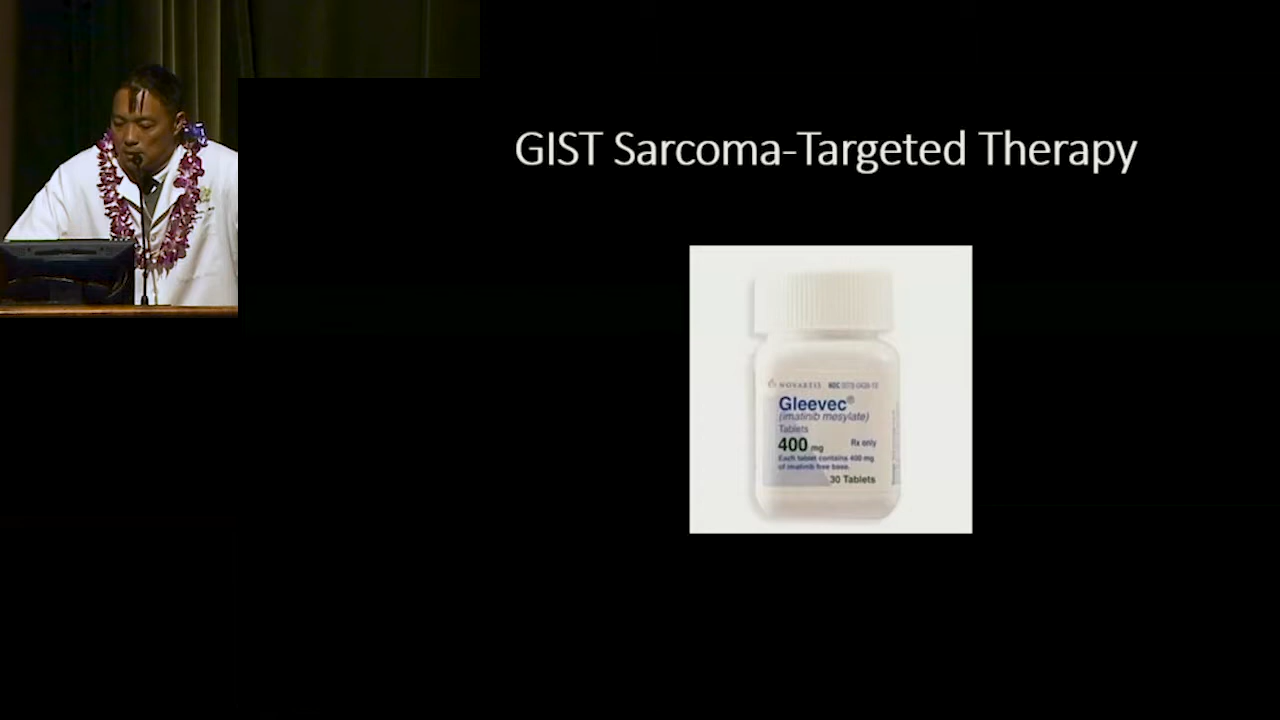 GIST Sarcoma-Targeted Therapy
NOVARTIS NDC
Gleevec®
(imatinib mesylate)
Tablets
400 mg Rx only
Each tablet contains 400 mg
of imatinib free base.
30 Tablets